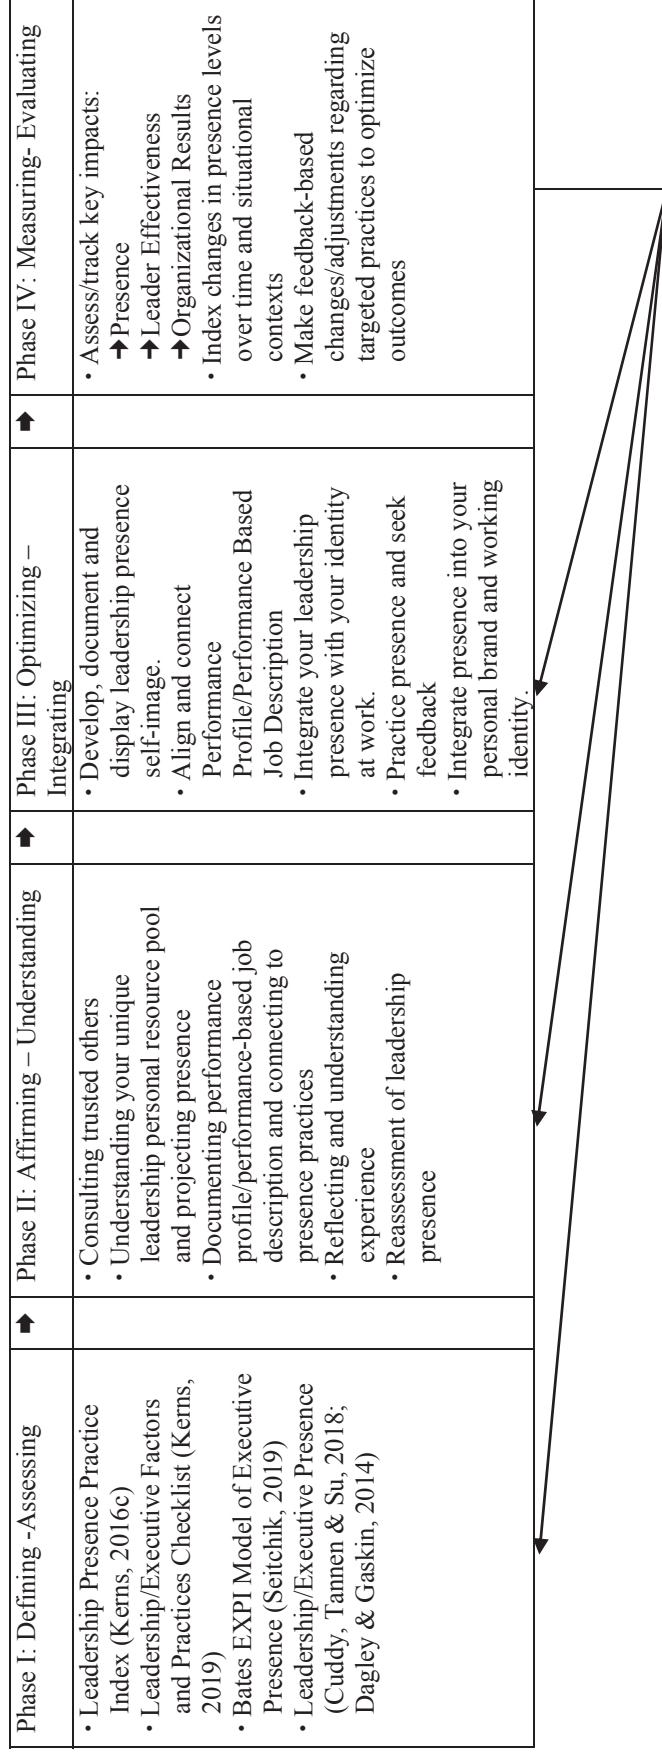 Phase I: Defining -Assessing
• Leadership Presence Practice
Index (Kerns, 2016c)
• Leadership/Executive Factors
and Practices Checklist (Kerns,
2019)
• Bates EXPI Model of Executive
Presence (Seitchik, 2019)
• Leadership/Executive Presence
(Cuddy, Tannen & Su, 2018;
Dagley & Gaskin, 2014)
➡
Phase II: Affirming – Understanding
• Consulting trusted others
• Understanding your unique
leadership personal resource pool
and projecting presence
• Documenting performance
profile/performance-based job
description and connecting to
presence practices
• Reflecting and understanding
experience
• Reassessment of leadership
presence
➡
Phase III: Optimizing –
Integrating
• Develop, document and
display leadership presence
self-image.
• Align and connect
Performance
Profile/Performance Based
Job Description
• Integrate your leadership
presence with your identity
at work.
• Practice presence and seek
feedback
• Integrate presence into your
personal brand and working
identity.
➡
Phase IV: Measuring- Evaluating
• Assess/track key impacts:
➔Presence
➔Leader Effectiveness
➔Organizational Results
• Index changes in presence levels
over time and situational
contexts
• Make feedback-based
changes/adjustments regarding
targeted practices to optimize
outcomes